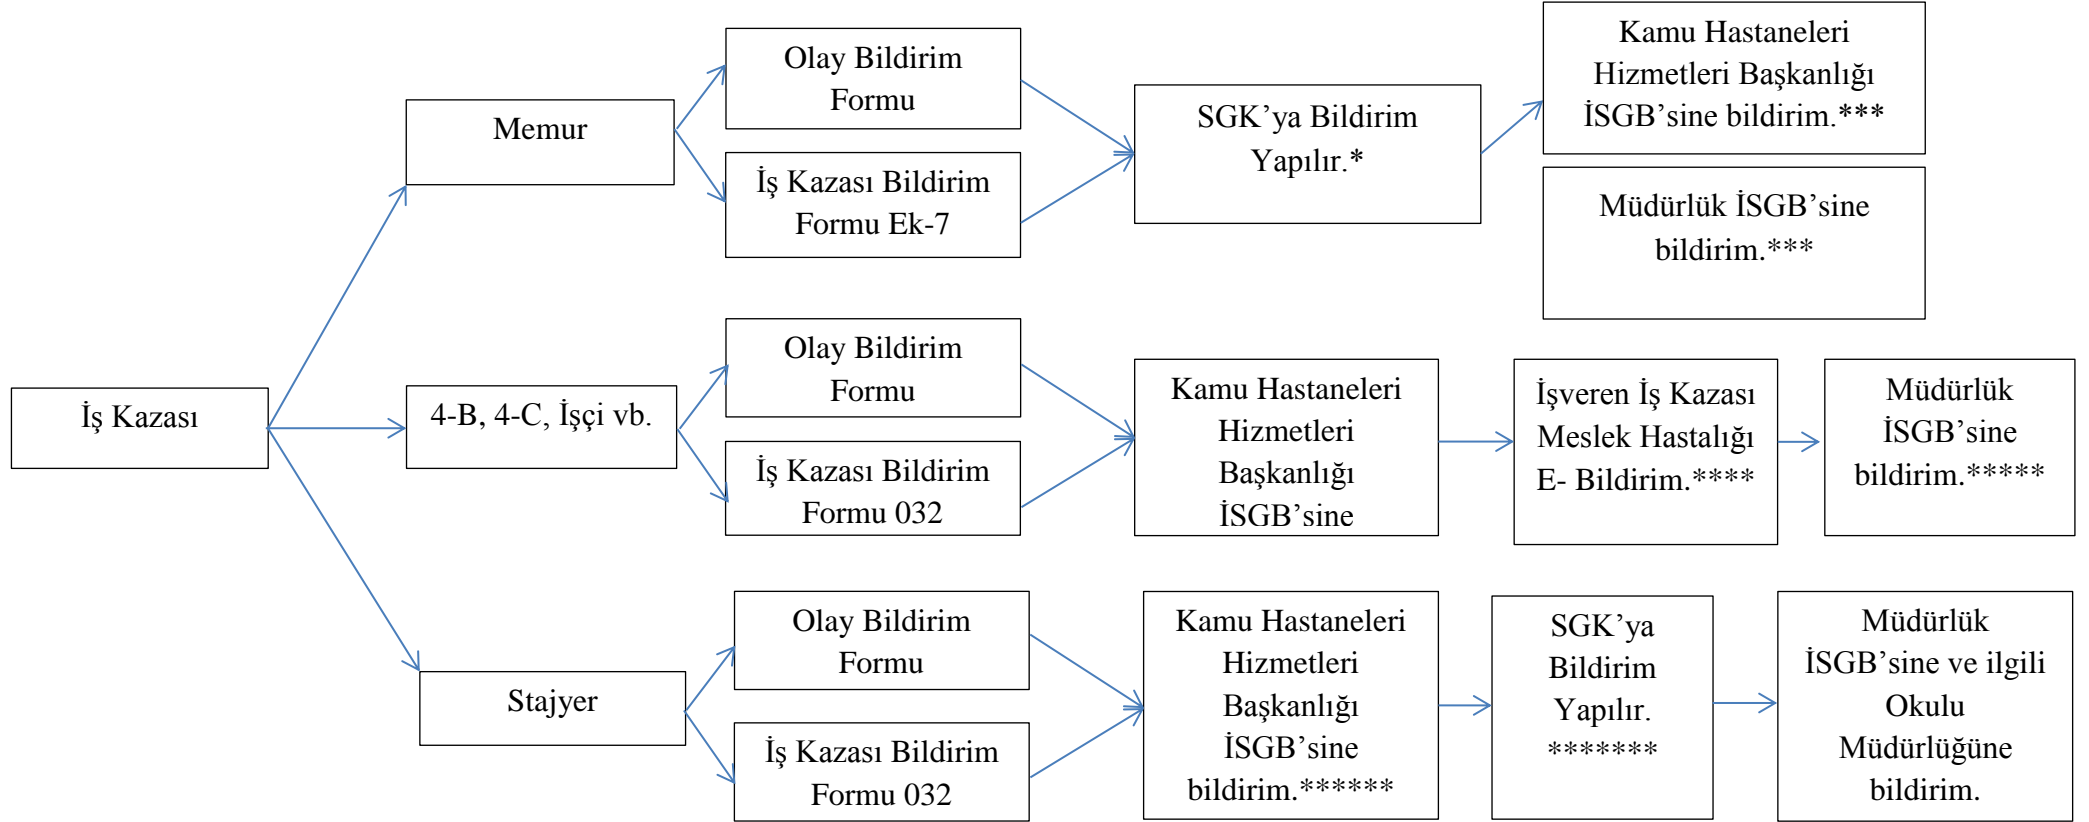 İş Kazası
Memur
Olay Bildirim
Formu
İş Kazası Bildirim
Formu Ek-7
SGK’ya Bildirim
Yapılır.*
Kamu Hastaneleri
Hizmetleri Başkanlığı
İSGB’sine bildirim.***
Müdürlük İSGB’sine
bildirim.***
4-B, 4-C, İşçi vb.
Olay Bildirim
Formu
İş Kazası Bildirim
Formu 032
Kamu Hastaneleri
Hizmetleri
Başkanlığı
İSGB’sine
İşveren İş Kazası
Meslek Hastalığı
E- Bildirim.****
Müdürlük
İSGB’sine
bildirim.*****
Stajyer
Olay Bildirim
Formu
İş Kazası Bildirim
Formu 032
Kamu Hastaneleri
Hizmetleri
Başkanlığı
İSGB’sine
bildirim.******
SGK’ya
Bildirim
Yapılır.
*******
Müdürlük
İSGB’sine ve ilgili
Okulu
Müdürlüğüne
bildirim.